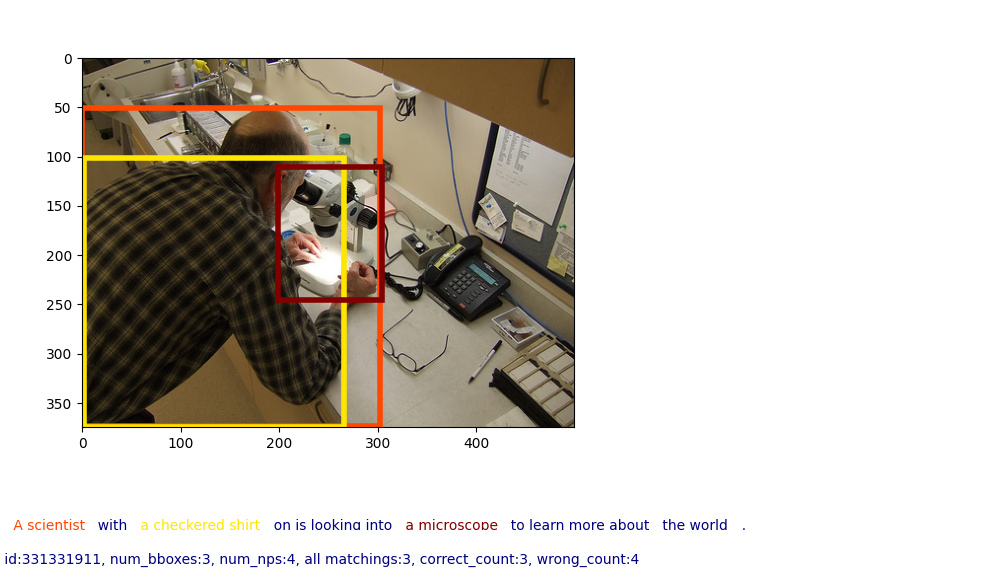 0
50
100
150
200
250
300
350
0 100 200 300 400
A scientist with a checkered shirt on is looking into a microscope to learn more about the world .
id:331331911, num_bboxes:3, num_nps:4, all matchings:3, correct_count:3, wrong_count:4